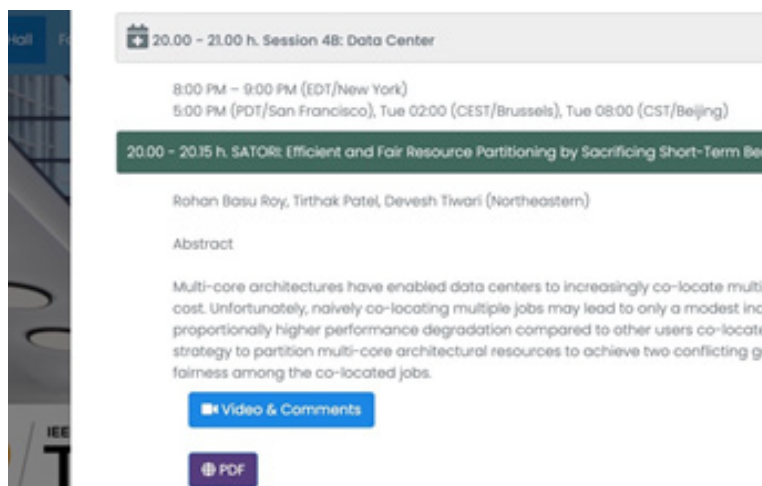 Hall Fo
20.00 - 21.00 h. Session 4B: Data Center
8:00 PM – 9:00 PM (EDT/New York)
5:00 PM (PDT/San Francisco), Tue 02:00 (CEST/Brussels), Tue 08:00 (CST/Beijing)
20.00 - 20.15 h. SATORI: Efficient and Fair Resource Partitioning by Sacrificing Short-Term Be
Rohan Basu Roy, Tirthak Patel, Devesh Tiwari (Northeastern)
Abstract
Multi-core architectures have enabled data centers to increasingly co-locate multi
cost. Unfortunately, naively co-locating multiple jobs may lead to only a modest inc
proportionally higher performance degradation compared to other users co-locate
strategy to partition multi-core architectural resources to achieve two conflicting g
fairness among the co-located jobs.
Video & Comments
IEE
PDF